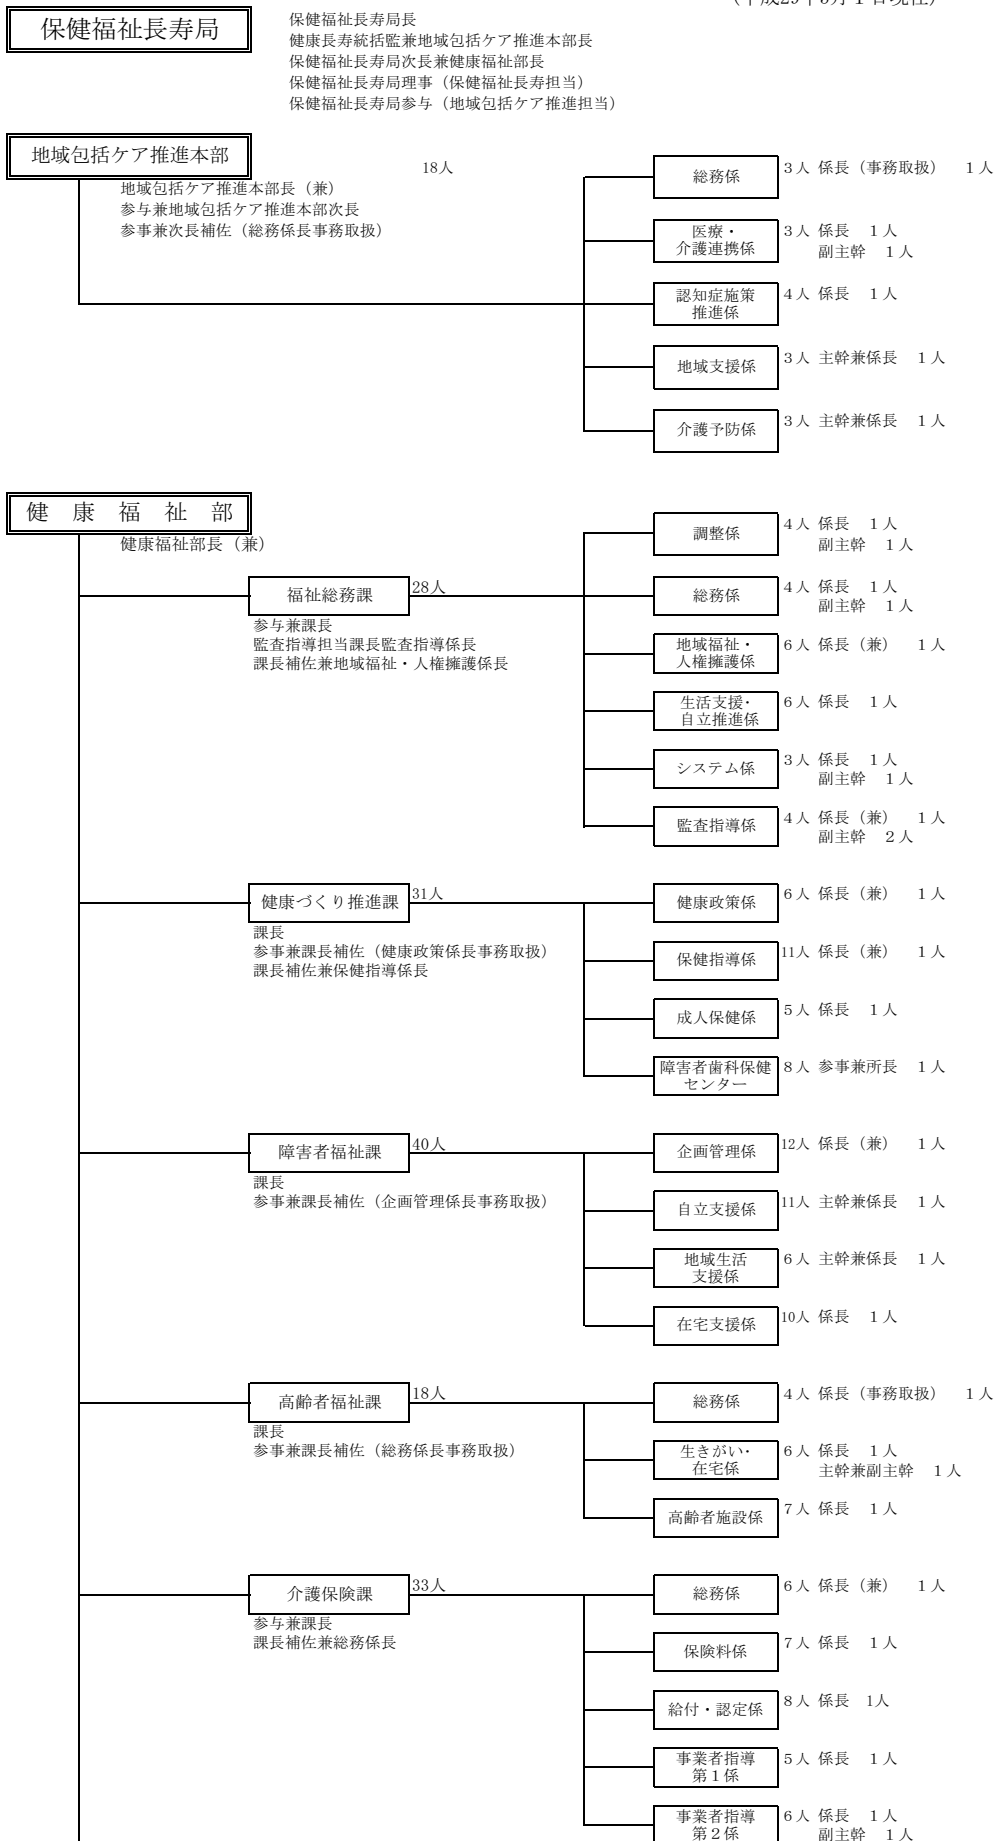 （平成29年5月１日現在）
保健福祉長寿局
保健福祉長寿局長
健康長寿統括監兼地域包括ケア推進本部長
保健福祉長寿局次長兼健康福祉部長
保健福祉長寿局理事（保健福祉長寿担当）
保健福祉長寿局参与（地域包括ケア推進担当）
地域包括ケア推進本部
18人
地域包括ケア推進本部長（兼）
参与兼地域包括ケア推進本部次長
参事兼次長補佐（総務係長事務取扱）
総務係
3人 係長（事務取扱） 1人
医療・
介護連携係
3人 係長 1人
副主幹 1人
認知症施策
推進係
4人 係長 1人
地域支援係
3人 主幹兼係長 1人
介護予防係
3人 主幹兼係長 1人
健康福祉部
健康福祉部長（兼）
福祉総務課
28人
参与兼課長
監査指導担当課長監査指導係長
課長補佐兼地域福祉・人権擁護係長
調整係
4人 係長 1人
副主幹 1人
総務係
4人 係長 1人
副主幹 1人
地域福祉・
人権擁護係
6人 係長（兼） 1人
生活支援・
自立推進係
6人 係長 1人
システム係
3人 係長 1人
副主幹 1人
監査指導係
4人 係長（兼） 1人
副主幹 2人
健康づくり推進課
31人
課長
参事兼課長補佐（健康政策係長事務取扱）
課長補佐兼保健指導係長
健康政策係
6人 係長（兼） 1人
保健指導係
11人 係長（兼） 1人
成人保健係
5人 係長 1人
障害者歯科保健
センター
8人 参事兼所長 1人
障害者福祉課
40人
課長
参事兼課長補佐（企画管理係長事務取扱）
企画管理係
12人 係長（兼） 1人
自立支援係
11人 主幹兼係長 1人
地域生活
支援係
6人 主幹兼係長 1人
在宅支援係
10人 係長 1人
高齢者福祉課
18人
課長
参事兼課長補佐（総務係長事務取扱）
総務係
4人 係長（事務取扱） 1人
生きがい・
在宅係
6人 係長 1人
主幹兼副主幹 1人
高齢者施設係
7人 係長 1人
介護保険課
33人
参与兼課長
課長補佐兼総務係長
総務係
6人 係長（兼） 1人
保険料係
7人 係長 1人
給付・認定係
8人 係長 1人
事業者指導
第１係
5人 係長 1人
事業者指導
第２係
6人 係長 1人
副主幹 1人